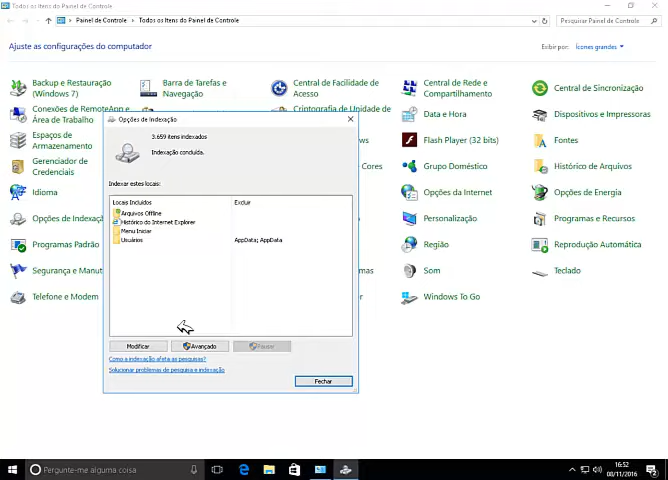 Todos os Itens do Painel de Controle
Painel de Controle > Todos os Itens do Painel de Controle
Pesquisar Painel de Controle
Ajuste as configurações do computador
Exibir por: Ícones grandes
Backup e Restauração
(Windows 7)
Barra de Tarefas e
Navegação
Central de Facilidade de
Acesso
Central de Rede e
Compartilhamento
Central de Sincronização
Conexões de RemoteApp e
Área de Trabalho
Criptografia de Unidade de
Data e Hora
Dispositivos e Impressoras
Espaços de
Armazenamento
Flash Player (32 bits)
Fontes
Gerenciador de
Credenciais
Cores
Grupo Doméstico
Histórico de Arquivos
Idioma
Opções da Internet
Opções de Energia
Opções de Indexaç
Personalização
Programas e Recursos
Programas Padrão
Região
Reprodução Automática
Segurança e Manut
mas
Som
Teclado
Telefone e Modem
Windows To Go
Opções de Indexação
3.659 itens indexados
Indexação concluída.
Indexar estes locais:
Locais Incluídos
Excluir
Arquivos Offline
Histórico do Internet Explorer
Menu Iniciar
Usuários
AppData; AppData
Modificar
Avançado
Pausar
Como a indexação afeta as pesquisas?
Solucionar problemas de pesquisa e indexação
Fechar
Pergunte-me alguma coisa
16:52
08/11/2016
2